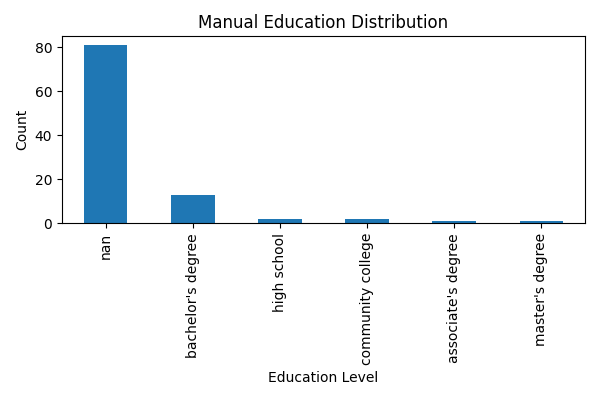 Manual Education Distribution
Count
80
60
40
20
0
nan
bachelor's degree
high school
community college
associate's degree
master's degree
Education Level